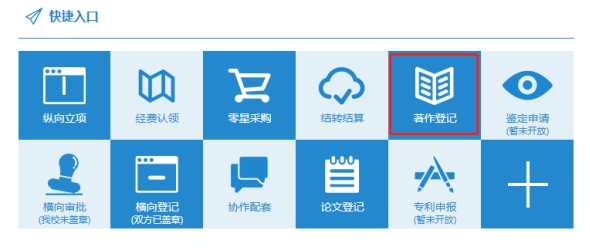 快捷入口
纵向立项
经费认领
零星采购
结转结算
著作登记
鉴定申请
(暂未开放)
横向审批
(我校未盖章)
横向登记
(双方已盖章)
协作配套
论文登记
专利申报
(暂未开放)